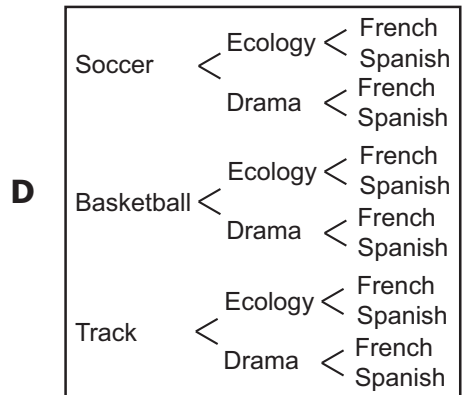 Ecology < French
Spanish
Soccer <
Drama < French
Spanish
D
Ecology < French
Spanish
Basketball <
Drama < French
Spanish
Ecology < French
Spanish
Track <
Drama < French
Spanish